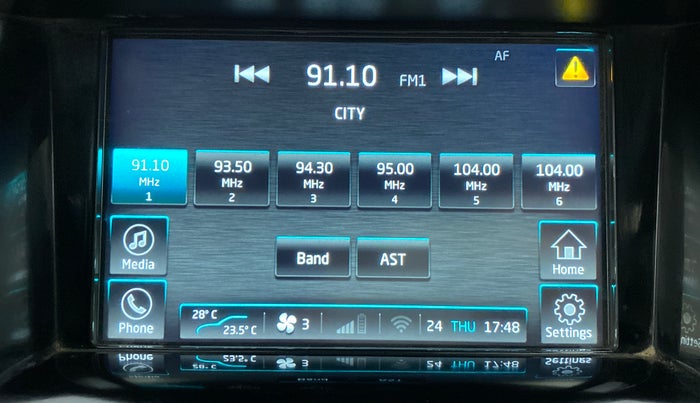 AF
91.10 FM1
CITY
91.10 93.50 94.30 95.00 104.00 104.00
MHz MHz MHz MHz MHz MHz
1 2 3 4 5 6
Media Band AST Home
28°C
23.5°C 3 24 THU 17:48
Phone Settings